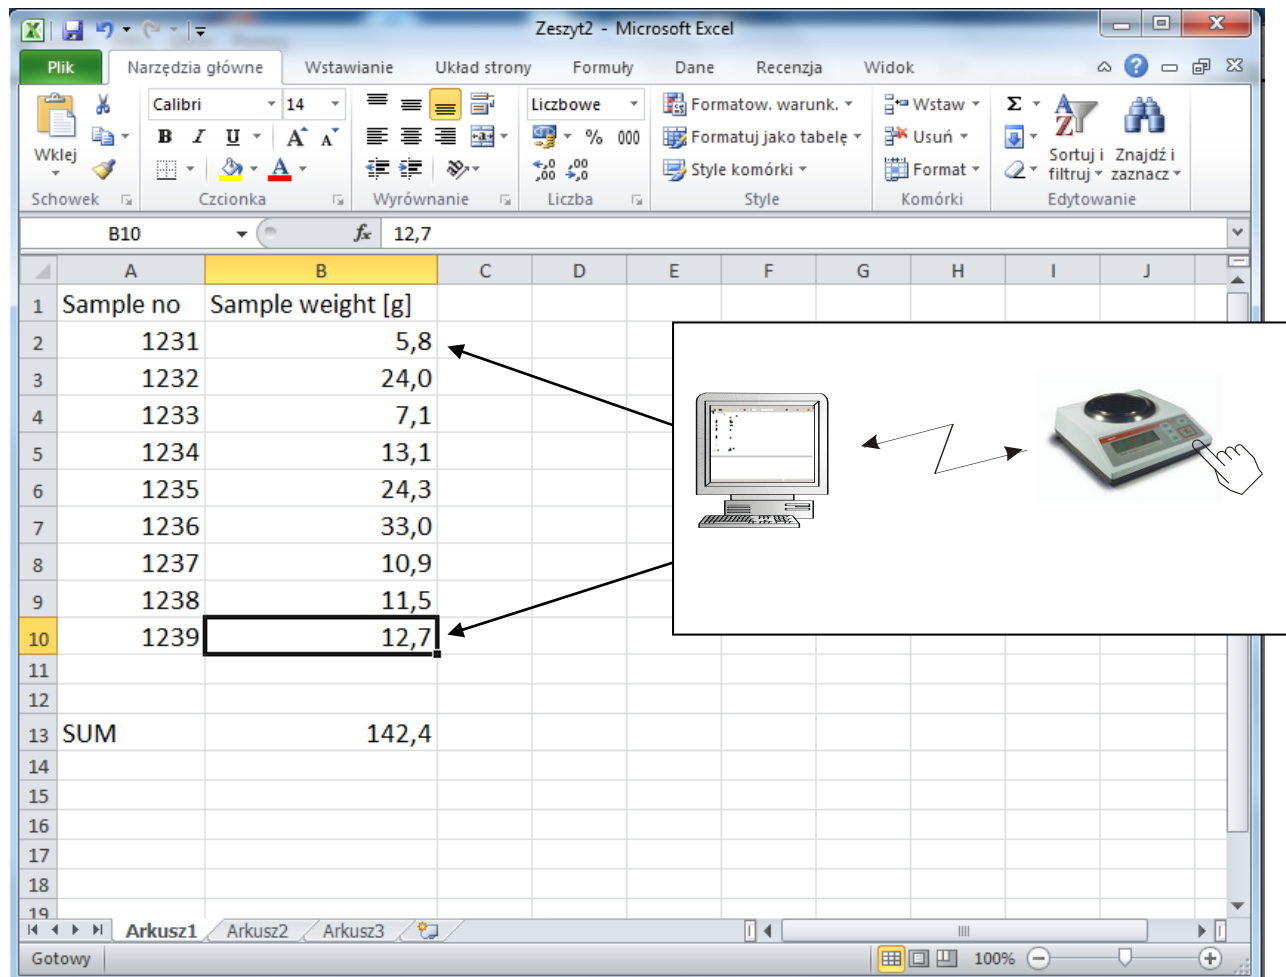 Zeszyt2 - Microsoft Excel
Plik Narzędzia główne Wstawianie Układ strony Formuły Dane Recenzja Widok
Wklej
Calibri 14
B I U A A
A
Liczbowe
% 000
Formatow. warunk.
Formatuj jako tabelę
Style komórki
Wstaw
Usuń
Format
Σ
Sortuj i filtruj
Znajdź i zaznacz
Schowek Czcionka Wyrównanie Liczba Style Komórki Edytowanie
B10 fx 12,7
A B C D E F G H I J
1 Sample no Sample weight [g]
2 1231 5,8
3 1232 24,0
4 1233 7,1
5 1234 13,1
6 1235 24,3
7 1236 33,0
8 1237 10,9
9 1238 11,5
10 1239 12,7
11
12
13 SUM 142,4
14
15
16
17
18
19
Arkusz1 Arkusz2 Arkusz3
Gotowy 100%